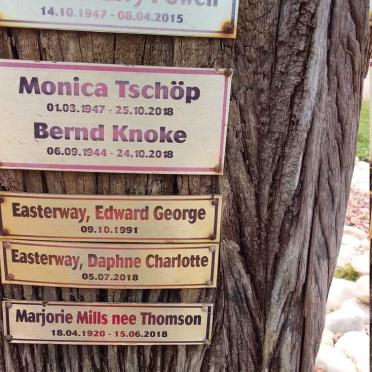 Powell
14.10.1947 - 08.04.2015
Monica Tschöp
01.03.1947 - 25.10.2018
Bernd Knoke
06.09.1944 - 24.10.2018
Easterway, Edward George
09.10.1991
Easterway, Daphne Charlotte
05.07.2018
Marjorie Mills nee Thomson
18.04.1920 - 15.06.2018